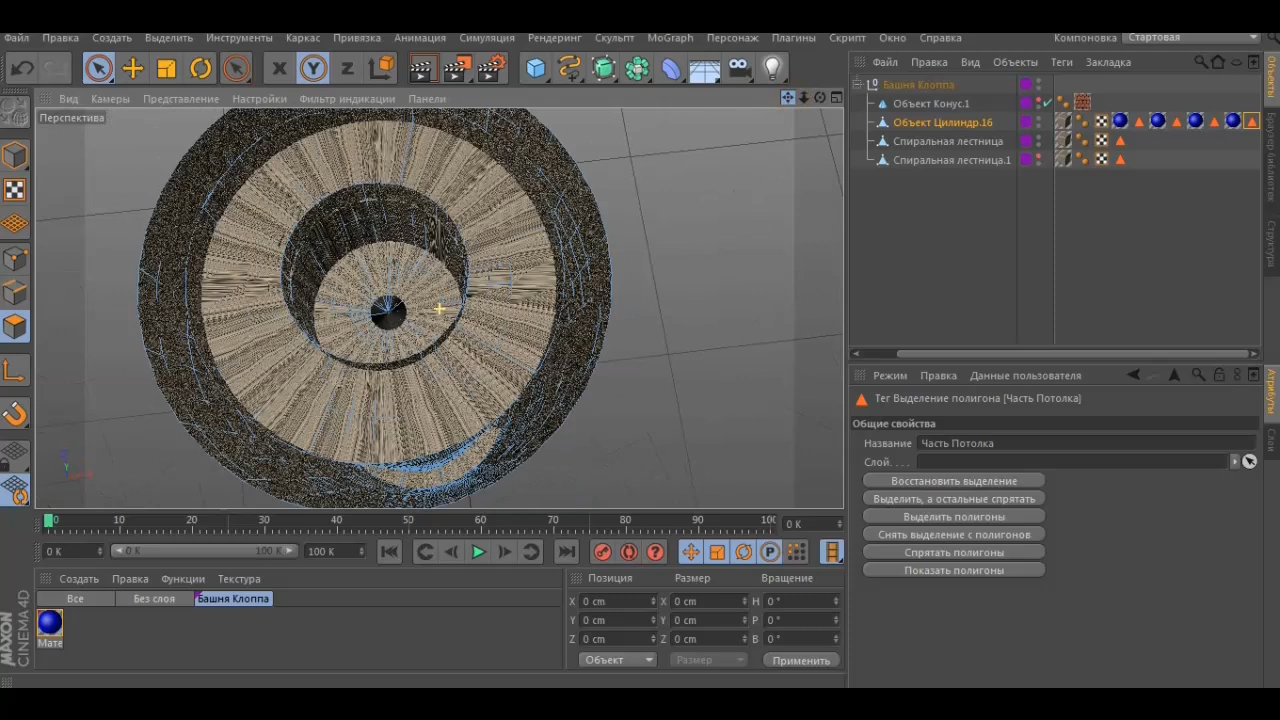 Файл Правка Создать Выделить Инструменты Каркас Привязка Анимация Симуляция Рендеринг Скульпт MoGraph Персонаж Плагины Скрипт Окно Справка Компоновка Стартовая
X Y Z
Файл Правка Вид Объекты Теги Закладка
Объекты
Браузер библиотек
Структура
Башня Клоппа
Объект Конус.1
Объект Цилиндр.16
Спиральная лестница
Спиральная лестница.1
Вид Камеры Представление Настройки Фильтр индикации Панели
Перспектива
Режим Правка Данные пользователя
Атрибуты
Слои
Тег Выделение полигона [Часть Потолка]
Общие свойства
Название Часть Потолка
Слой. . . .
Восстановить выделение
Выделить, а остальные спрятать
Выделить полигоны
Снять выделение с полигонов
Спрятать полигоны
Показать полигоны
0 10 20 30 40 50 60 70 80 90 100 0 K
0 K 0 K 100 K 100 K
P
Создать Правка Функции Текстура
Все Без слоя Башня Клоппа
Мате
Позиция Размер Вращение
X 0 cm X 0 cm H 0 °
Y 0 cm Y 0 cm P 0 °
Z 0 cm Z 0 cm B 0 °
Объект Размер Применить
MAXON
CINEMA 4D